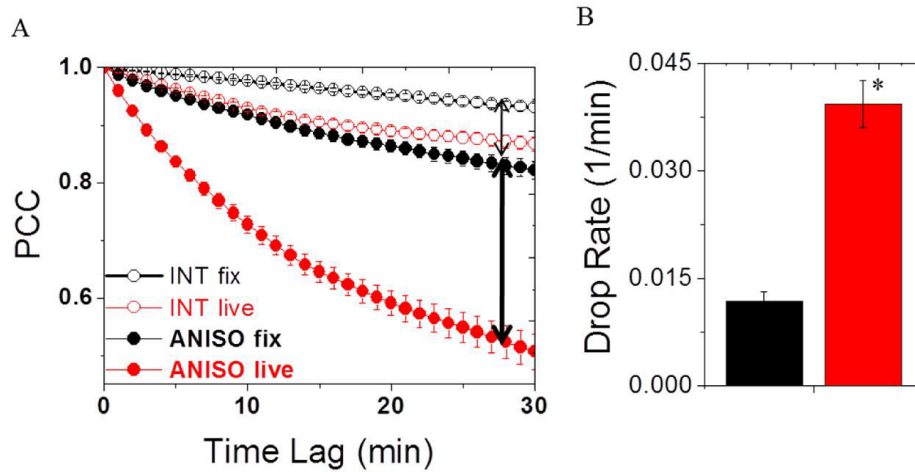 A
1.0
0.8
0.6
PCC
INT fix
INT live
ANISO fix
ANISO live
0
10
20
30
Time Lag (min)
B
0.045
0.030
0.015
0.000
Drop Rate (1/min)
*